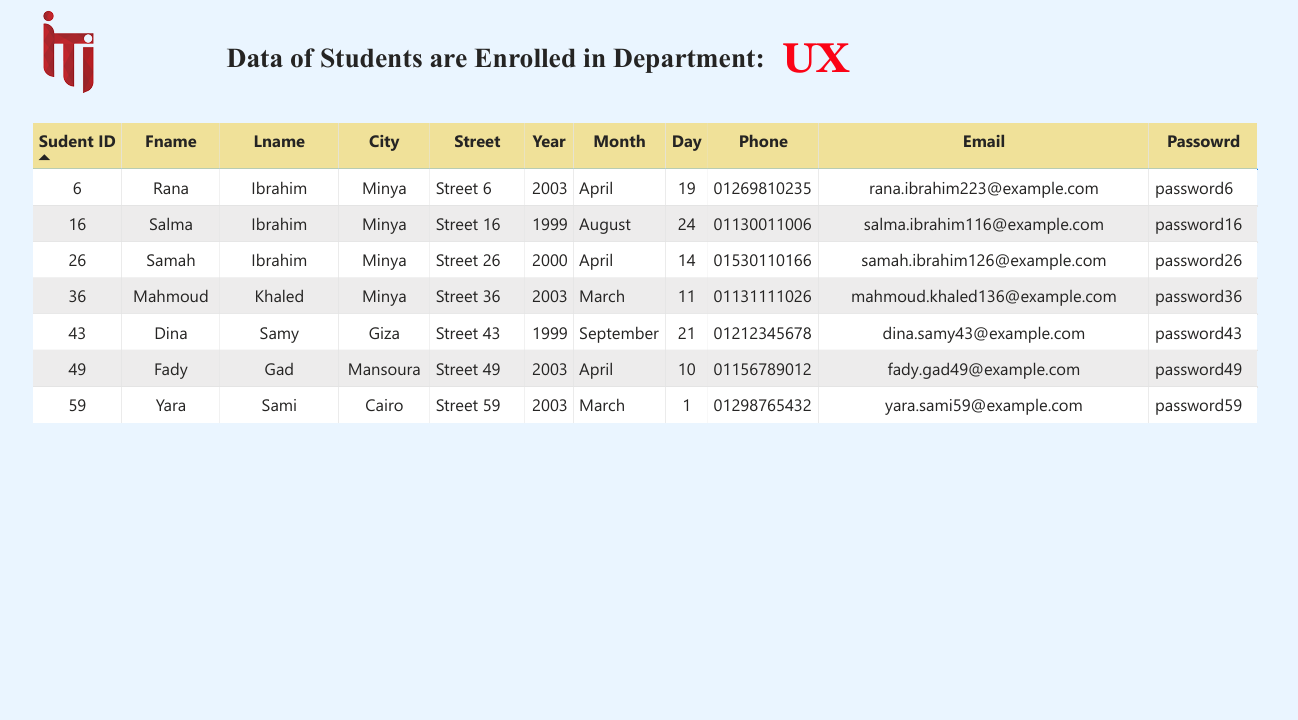 iTi
Data of Students are Enrolled in Department: UX
Sudent ID Fname Lname City Street Year Month Day Phone Email Passowrd
6 Rana Ibrahim Minya Street 6 2003 April 19 01269810235 rana.ibrahim223@example.com password6
16 Salma Ibrahim Minya Street 16 1999 August 24 01130011006 salma.ibrahim116@example.com password16
26 Samah Ibrahim Minya Street 26 2000 April 14 01530110166 samah.ibrahim126@example.com password26
36 Mahmoud Khaled Minya Street 36 2003 March 11 01131111026 mahmoud.khaled136@example.com password36
43 Dina Samy Giza Street 43 1999 September 21 01212345678 dina.samy43@example.com password43
49 Fady Gad Mansoura Street 49 2003 April 10 01156789012 fady.gad49@example.com password49
59 Yara Sami Cairo Street 59 2003 March 1 01298765432 yara.sami59@example.com password59